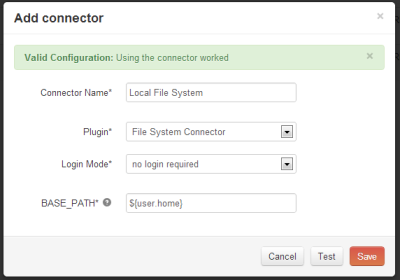 Add connector ×
Valid Configuration: Using the connector worked ×
Connector Name* Local File System
Plugin* File System Connector
Login Mode* no login required
BASE_PATH* ? ${user.home}
Cancel Test Save